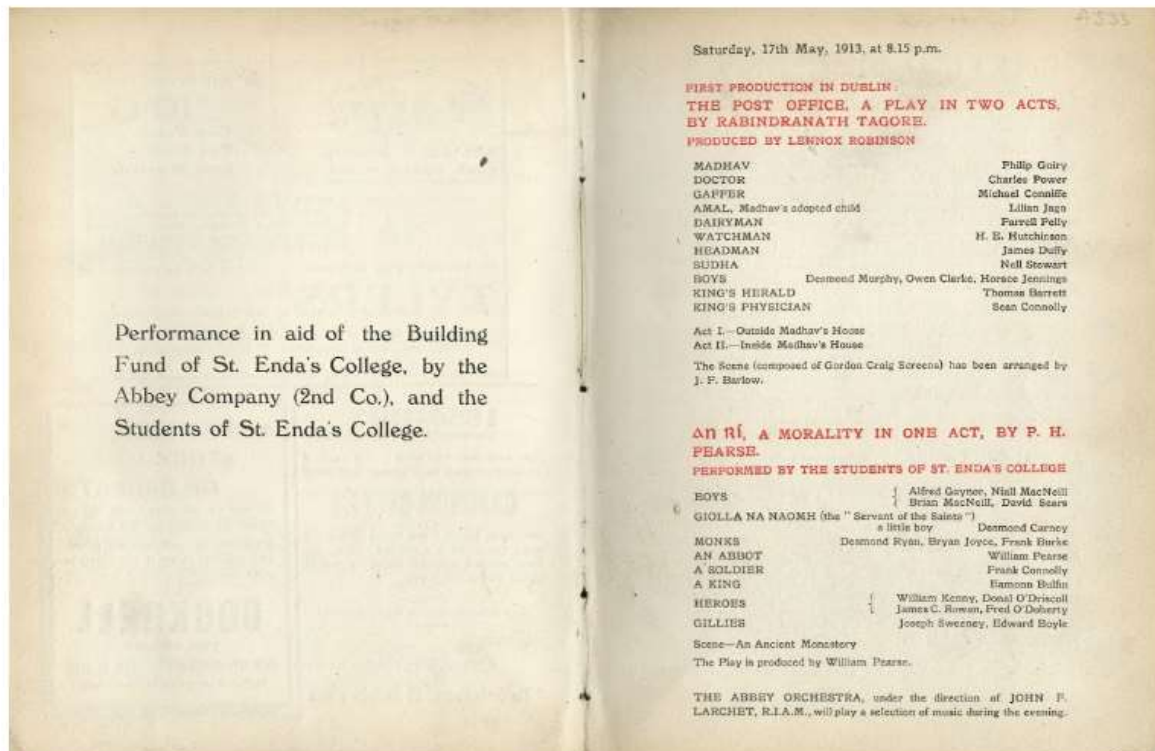 Performance in aid of the Building
Fund of St. Enda's College, by the
Abbey Company (2nd Co.), and the
Students of St. Enda's College.
Saturday, 17th May, 1913, at 8.15 p.m.
FIRST PRODUCTION IN DUBLIN:
THE POST OFFICE, A PLAY IN TWO ACTS,
BY RABINDRANATH TAGORE.
PRODUCED BY LENNOX ROBINSON
MADHAV Philip Guiry
DOCTOR Charles Power
GAFFER Michael Conniffe
AMAL, Madhav's adopted child Lilian Jago
DAIRYMAN Farrell Pelly
WATCHMAN H. E. Hutchinson
HEADMAN James Duffy
SUDHA Nell Stewart
BOYS Desmond Murphy, Owen Clarke, Horace Jennings
KING'S HERALD Thomas Barrett
KING'S PHYSICIAN Sean Connolly
Act I.—Outside Madhav's House
Act II.—Inside Madhav's House
The Scene (composed of Gordon Craig Screens) has been arranged by
J. F. Barlow.
An Rí, A MORALITY IN ONE ACT, BY P. H.
PEARSE.
PERFORMED BY THE STUDENTS OF ST. ENDA'S COLLEGE
BOYS { Alfred Gaynor, Niall MacNeill
{ Brian MacNeill, David Sears
GIOLLA NA NAOMH (the "Servant of the Saints")
a little boy Desmond Carney
MONKS Desmond Ryan, Bryan Joyce, Frank Burke
AN ABBOT William Pearse
A SOLDIER Frank Connolly
A KING Eamonn Bulfin
HEROES { William Kenny, Donal O'Driscoll
{ James C. Rowan, Fred O'Doherty
GILLIES Joseph Sweeney, Edward Boyle
Scene—An Ancient Monastery
The Play is produced by William Pearse.
THE ABBEY ORCHESTRA, under the direction of JOHN F.
LARCHET, R.I.A.M., will play a selection of music during the evening.